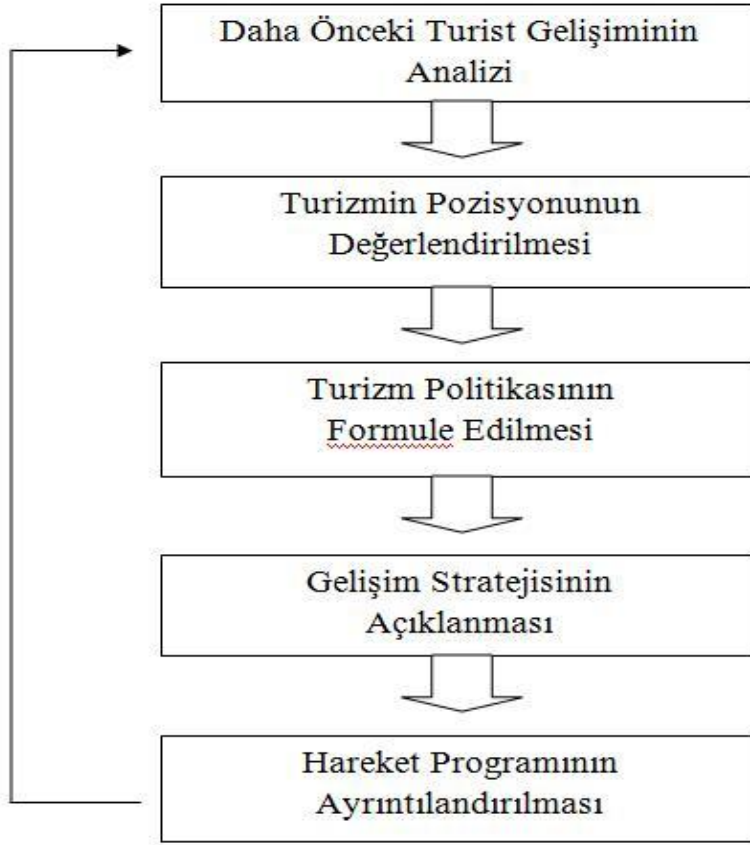 Daha Önceki Turist Gelişiminin
Analizi
Turizmin Pozisyonunun
Değerlendirilmesi
Turizm Politikasının
Formule Edilmesi
Gelişim Stratejisinin
Açıklanması
Hareket Programının
Ayrıntılandırılması